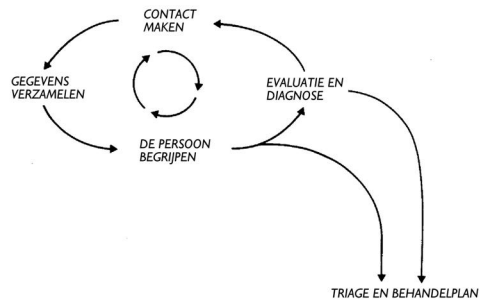 CONTACT
MAKEN
GEGEVENS
VERZAMELEN
EVALUATIE EN
DIAGNOSE
DE PERSOON
BEGRIJPEN
TRIAGE EN BEHANDELPLAN